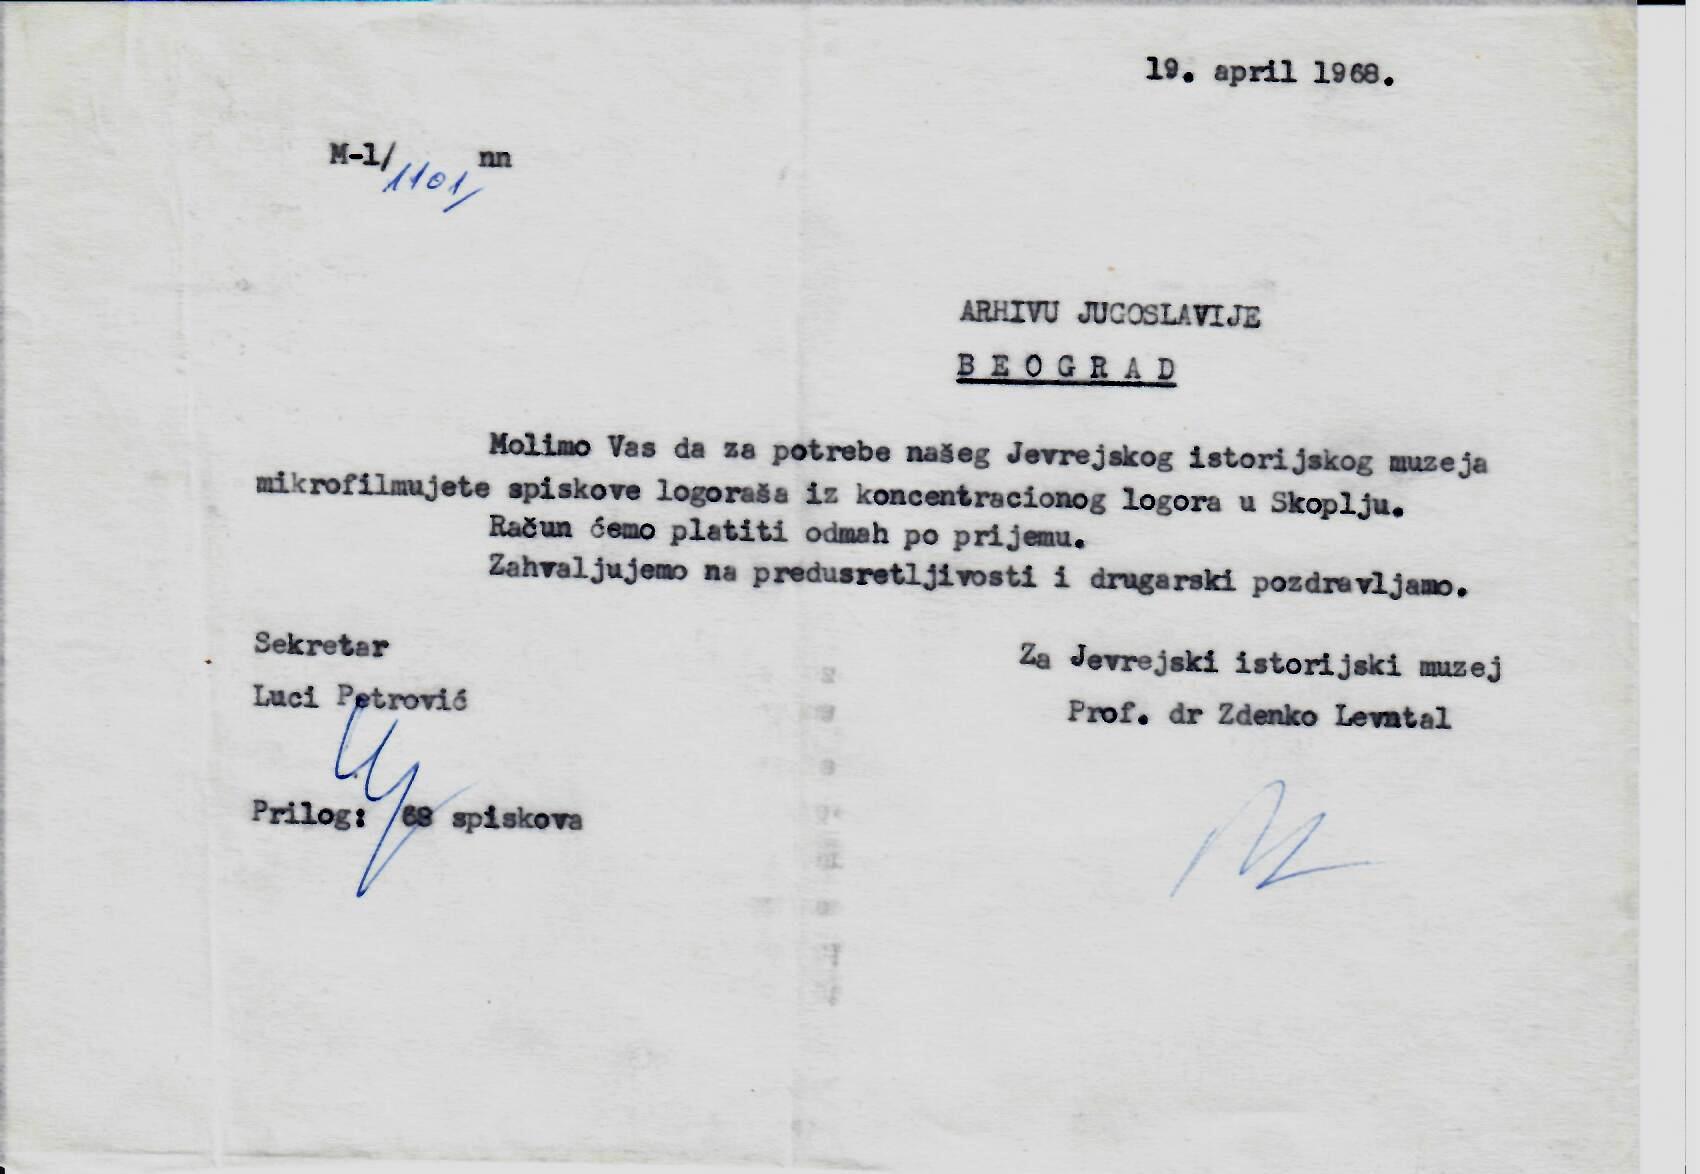 19. april 1968.
M-1/1101/ nn
ARHIVU JUGOSLAVIJE
B E O G R A D
Molimo Vas da za potrebe našeg Jevrejskog istorijskog muzeja
mikrofilmujete spiskove logoraša iz koncentracionog logora u Skoplju.
Račun ćemo platiti odmah po prijemu.
Zahvaljujemo na predusretljivosti i drugarski pozdravljamo.
Sekretar
Luci Petrović
Za Jevrejski istorijski muzej
Prof. dr Zdenko Levntal
Prilog: 68 spiskova